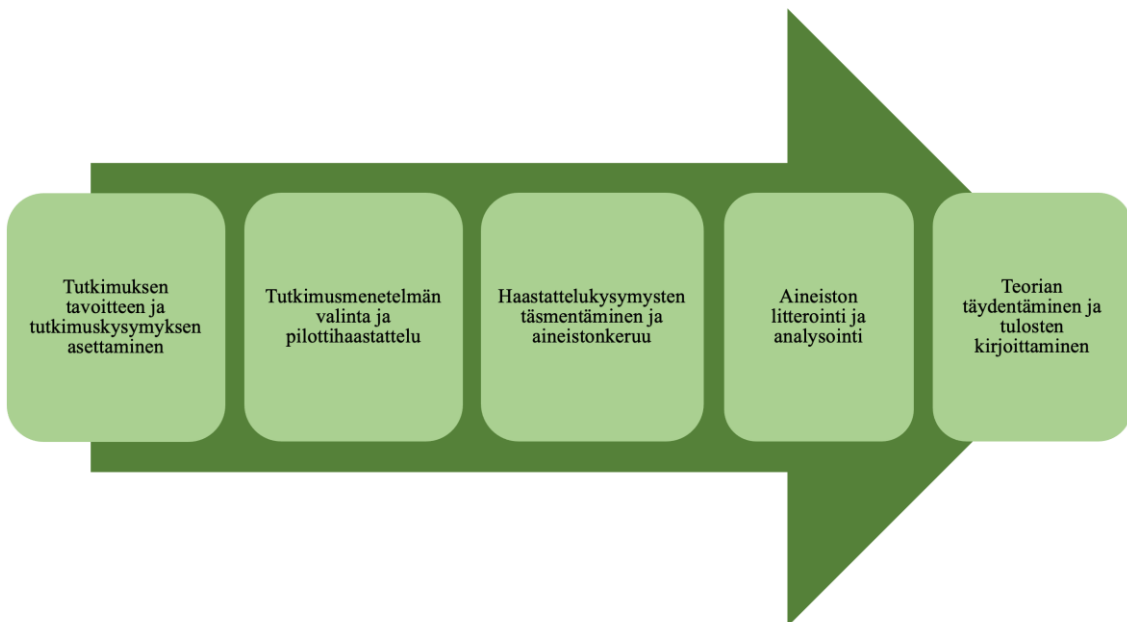 Tutkimuksen
tavoitteen ja
tutkimuskysymyksen
asettaminen
Tutkimusmenetelmän
valinta ja
pilottihaastattelu
Haastattelukysymysten
täsmentäminen ja
aineistonkeruu
Aineiston
litterointi ja
analysointi
Teorian
täydentäminen ja
tulosten
kirjoittaminen